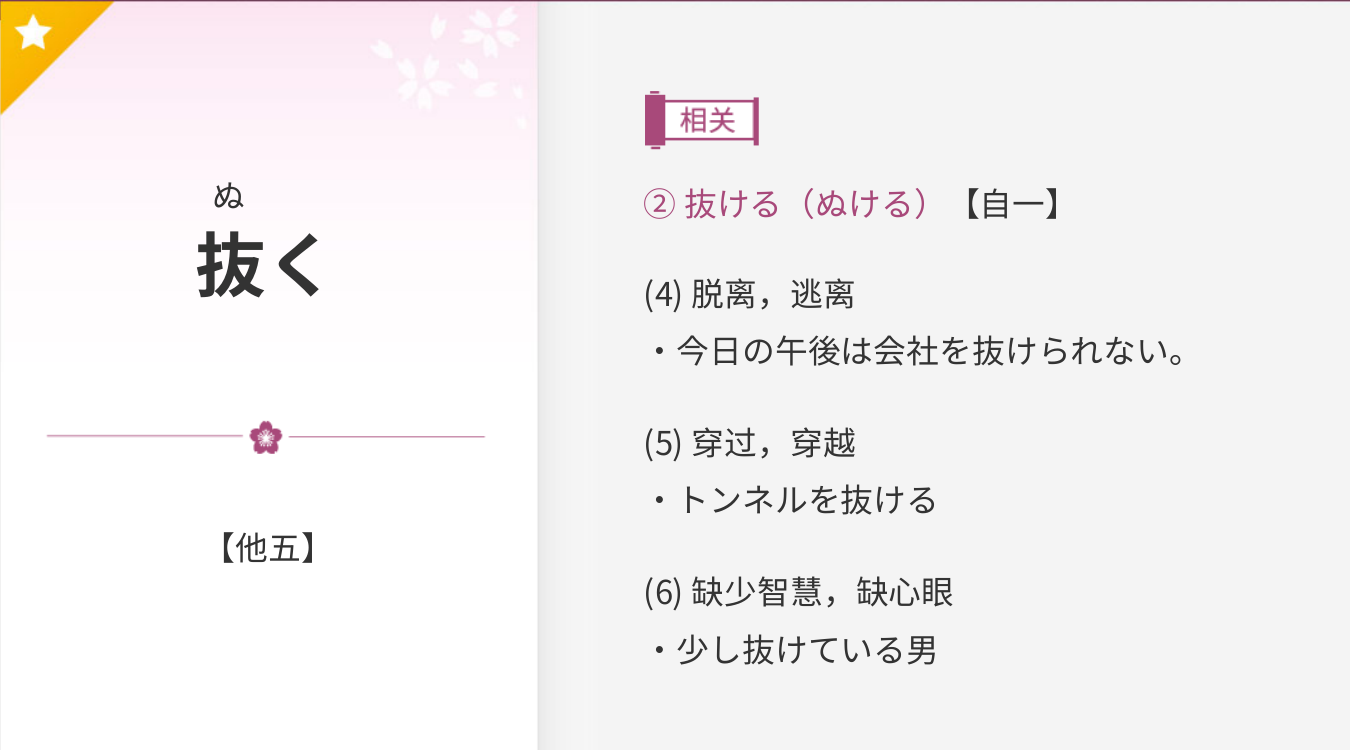 ぬ
抜く
【他五】
相关
② 抜ける（ぬける）【自一】
(4) 脱离，逃离
・今日の午後は会社を抜けられない。
(5) 穿过，穿越
・トンネルを抜ける
(6) 缺少智慧，缺心眼
・少し抜けている男